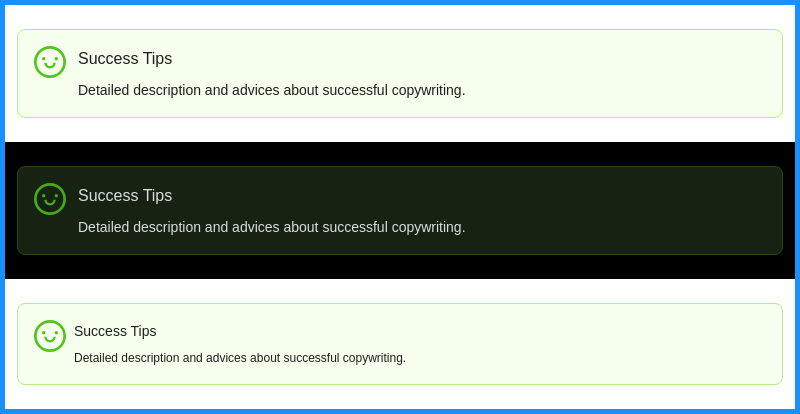 Success Tips
Detailed description and advices about successful copywriting.
Success Tips
Detailed description and advices about successful copywriting.
Success Tips
Detailed description and advices about successful copywriting.